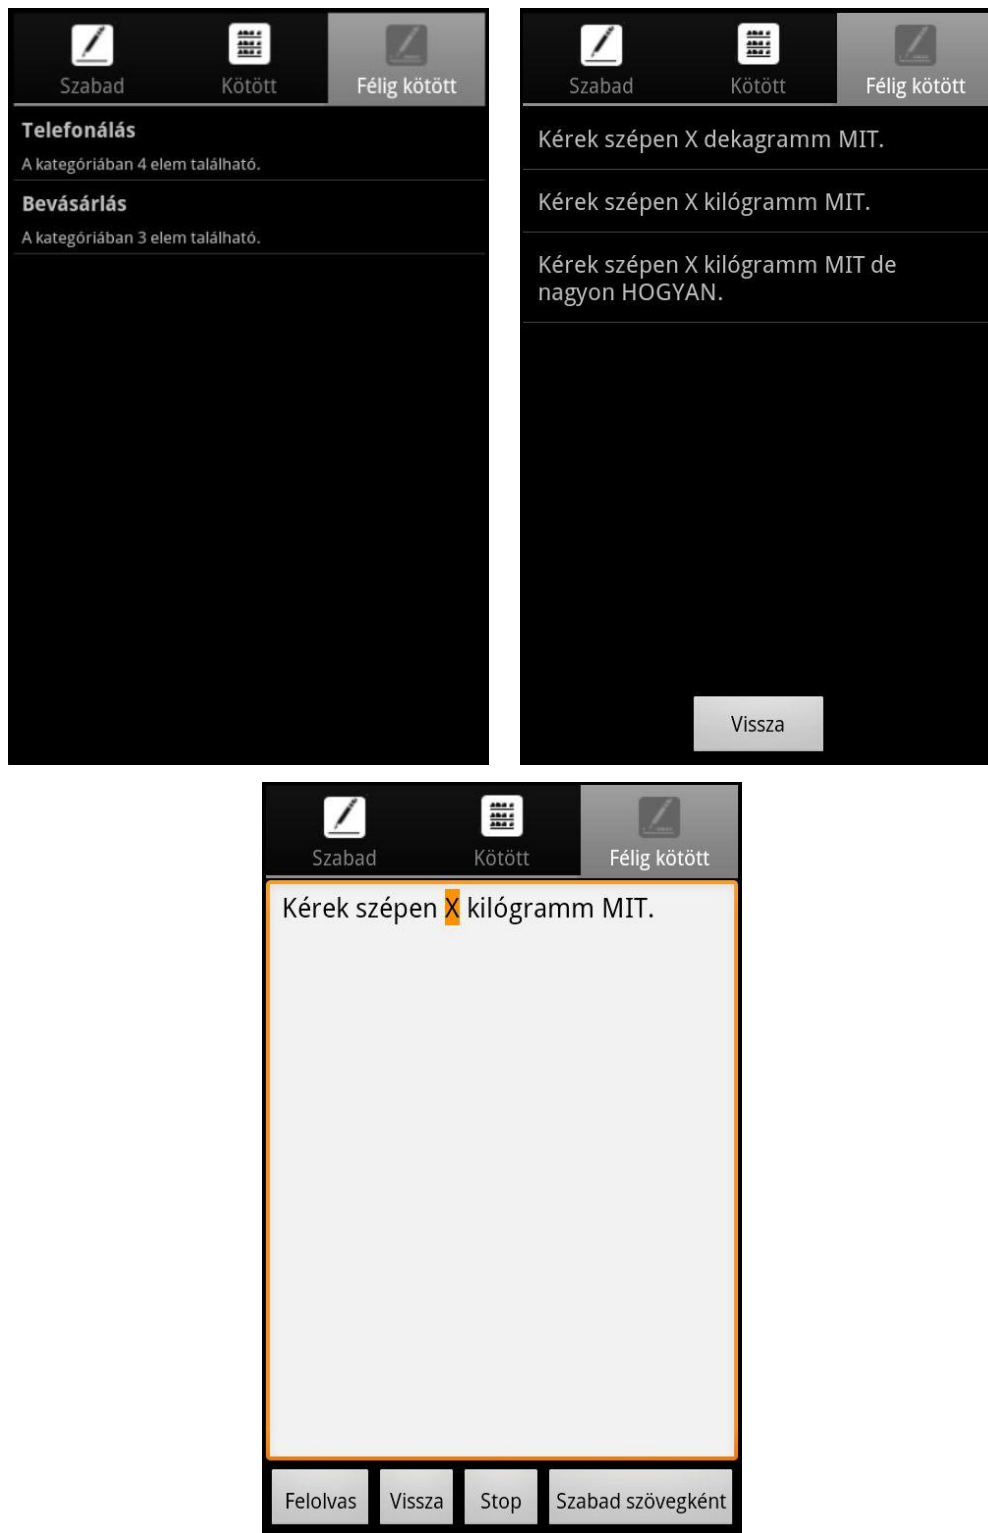 Szabad Kötött Félig kötött
Telefonálás
A kategóriában 4 elem található.
Bevásárlás
A kategóriában 3 elem található.
Szabad Kötött Félig kötött
Kérek szépen X dekagramm MIT.
Kérek szépen X kilógramm MIT.
Kérek szépen X kilógramm MIT de
nagyon HOGYAN.
Vissza
Szabad Kötött Félig kötött
Kérek szépen X kilógramm MIT.
Felolvas Vissza Stop Szabad szövegként